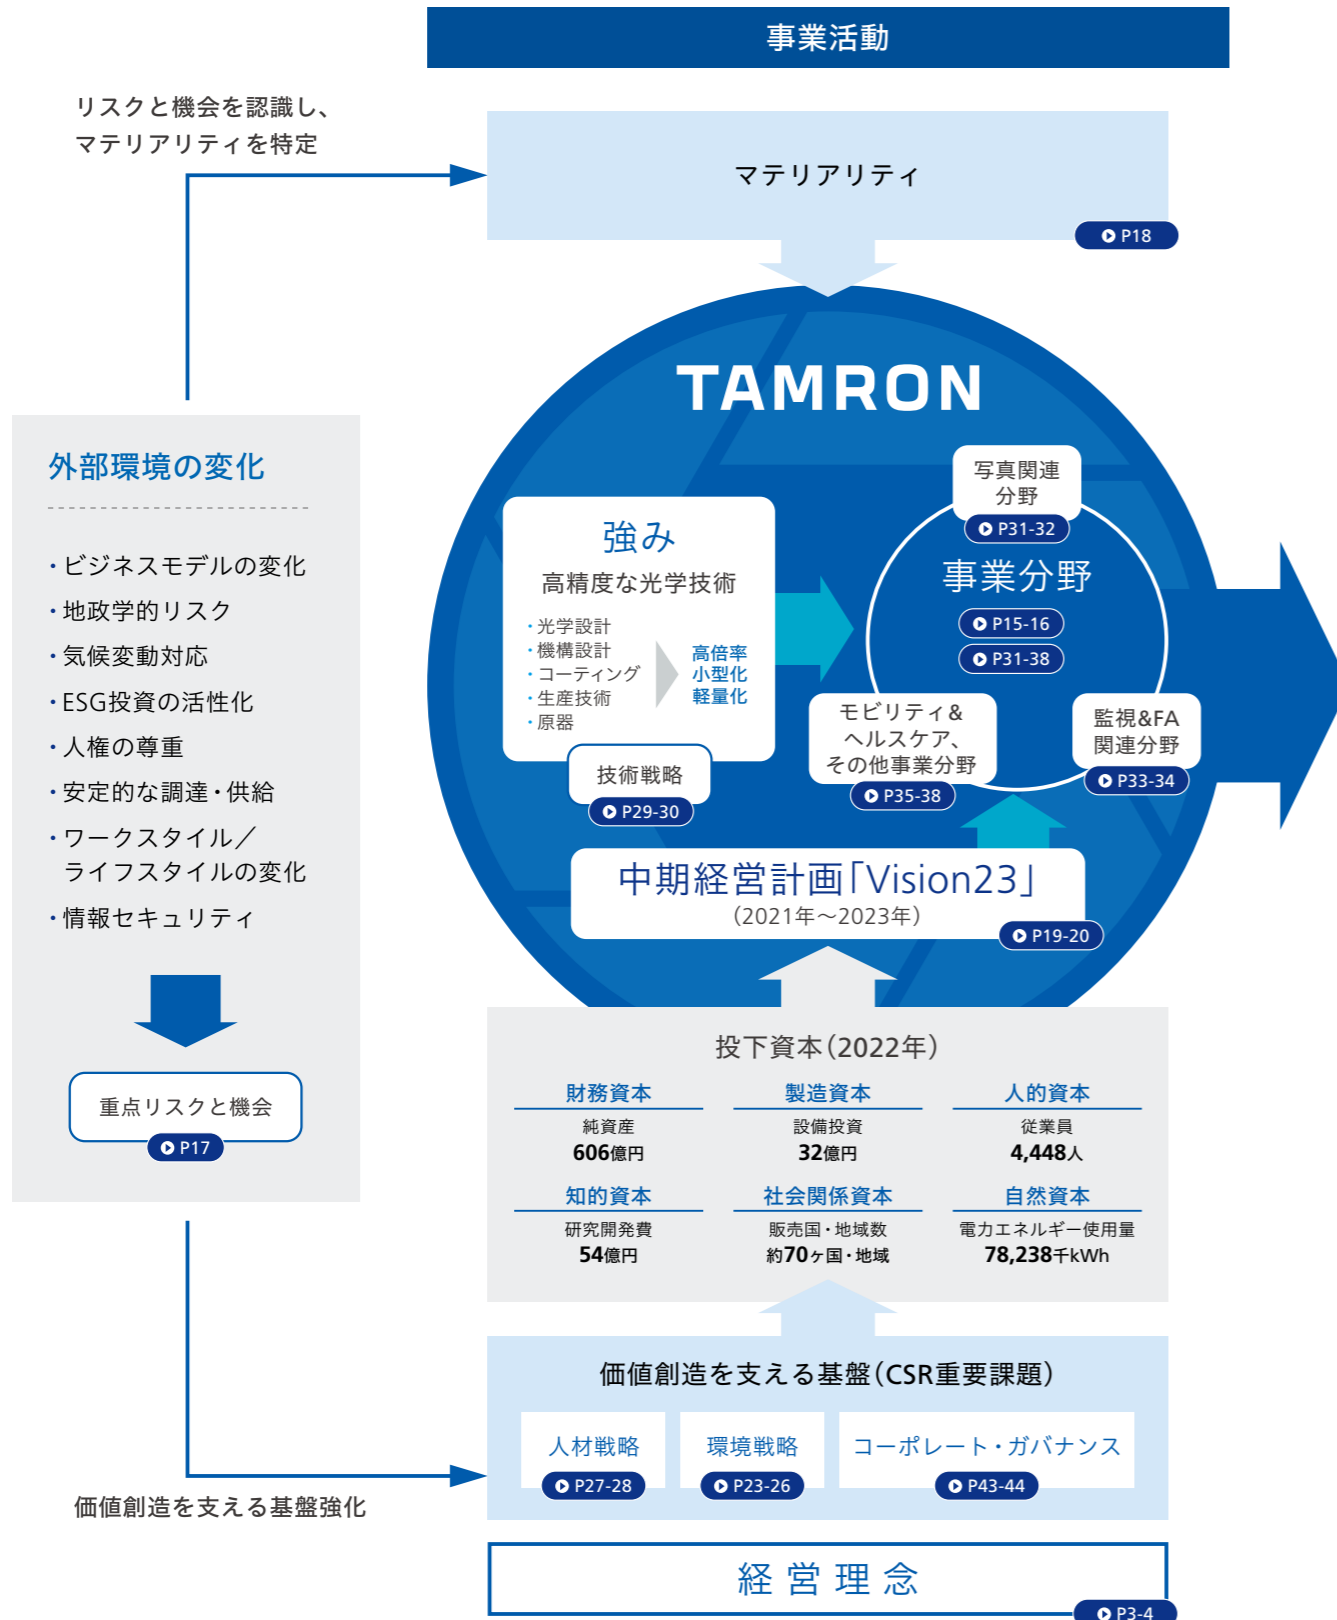 事業活動
リスクと機会を認識し、
マテリアリティを特定
マテリアリティ
P18
TAMRON
外部環境の変化
・ビジネスモデルの変化
・地政学的リスク
・気候変動対応
・ESG投資の活性化
・人権の尊重
・安定的な調達・供給
・ワークスタイル／
ライフスタイルの変化
・情報セキュリティ
重点リスクと機会
P17
強み
高精度な光学技術
・光学設計
・機構設計
・コーティング
・生産技術
・原器
高倍率
小型化
軽量化
技術戦略
P29-30
写真関連
分野
P31-32
事業分野
P15-16
P31-38
モビリティ&
ヘルスケア、
その他事業分野
P35-38
監視&FA
関連分野
P33-34
中期経営計画「Vision23」
（2021年～2023年）
P19-20
投下資本（2022年）
財務資本
純資産
606億円
製造資本
設備投資
32億円
人的資本
従業員
4,448人
知的資本
研究開発費
54億円
社会関係資本
販売国・地域数
約70ヶ国・地域
自然資本
電力エネルギー使用量
78,238千kWh
価値創造を支える基盤（CSR重要課題）
人材戦略
P27-28
環境戦略
P23-26
コーポレート・ガバナンス
P43-44
価値創造を支える基盤強化
経営理念
P3-4